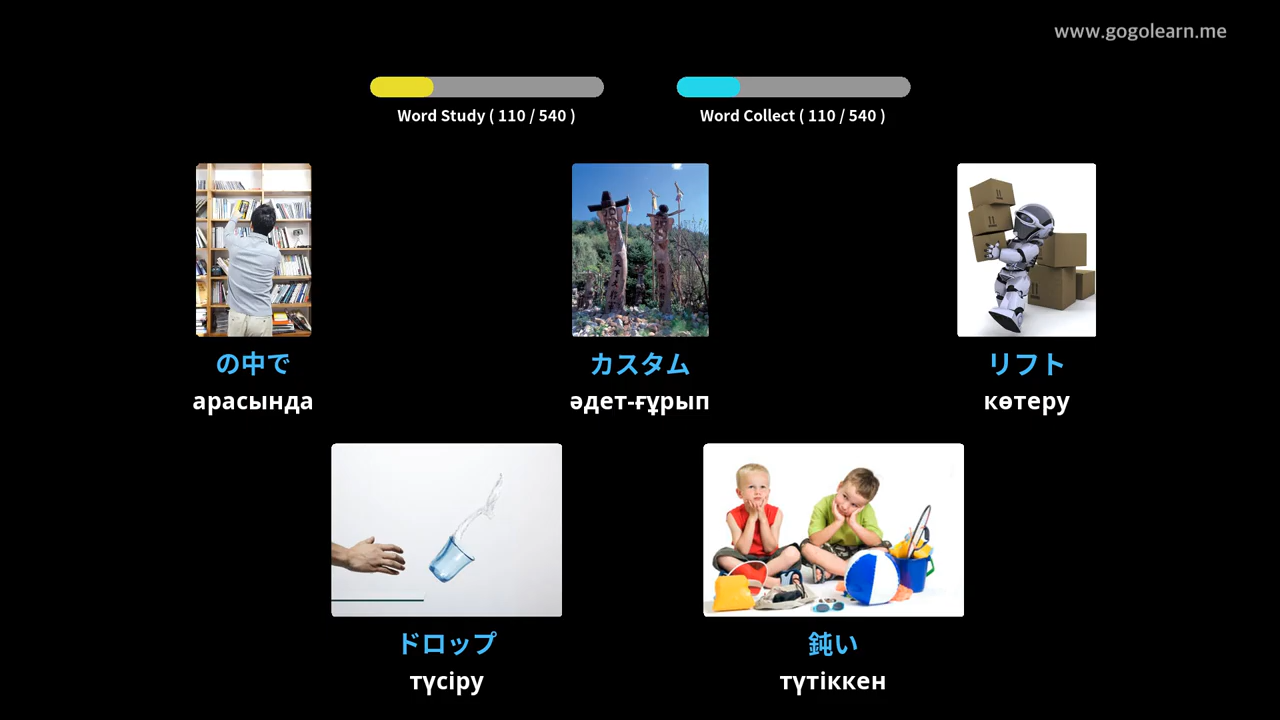 www.gogolearn.me
Word Study ( 110 / 540 )
Word Collect ( 110 / 540 )
の中で
арасында
カスタム
әдет-ғұрып
リフト
көтеру
ドロップ
түсіру
鈍い
түтіккен